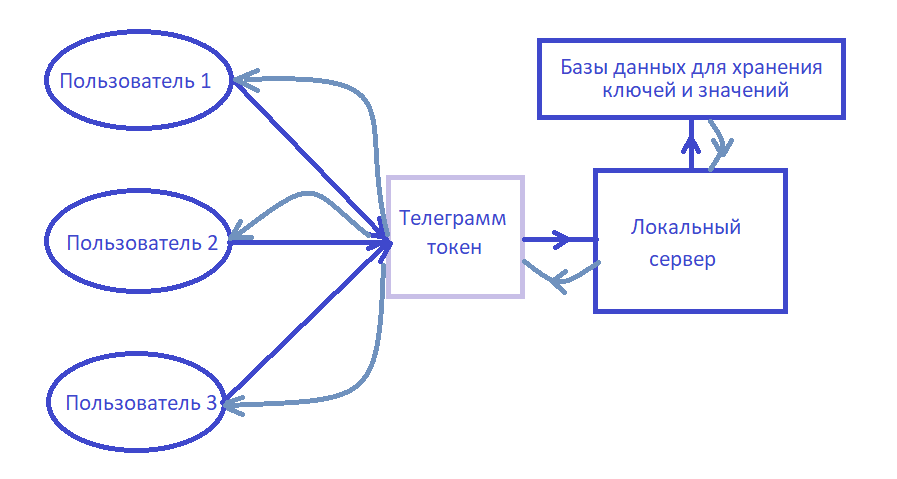 Пользователь 1
Базы данных для хранения
ключей и значений
Пользователь 2
Телеграмм
токен
Локальный
сервер
Пользователь 3